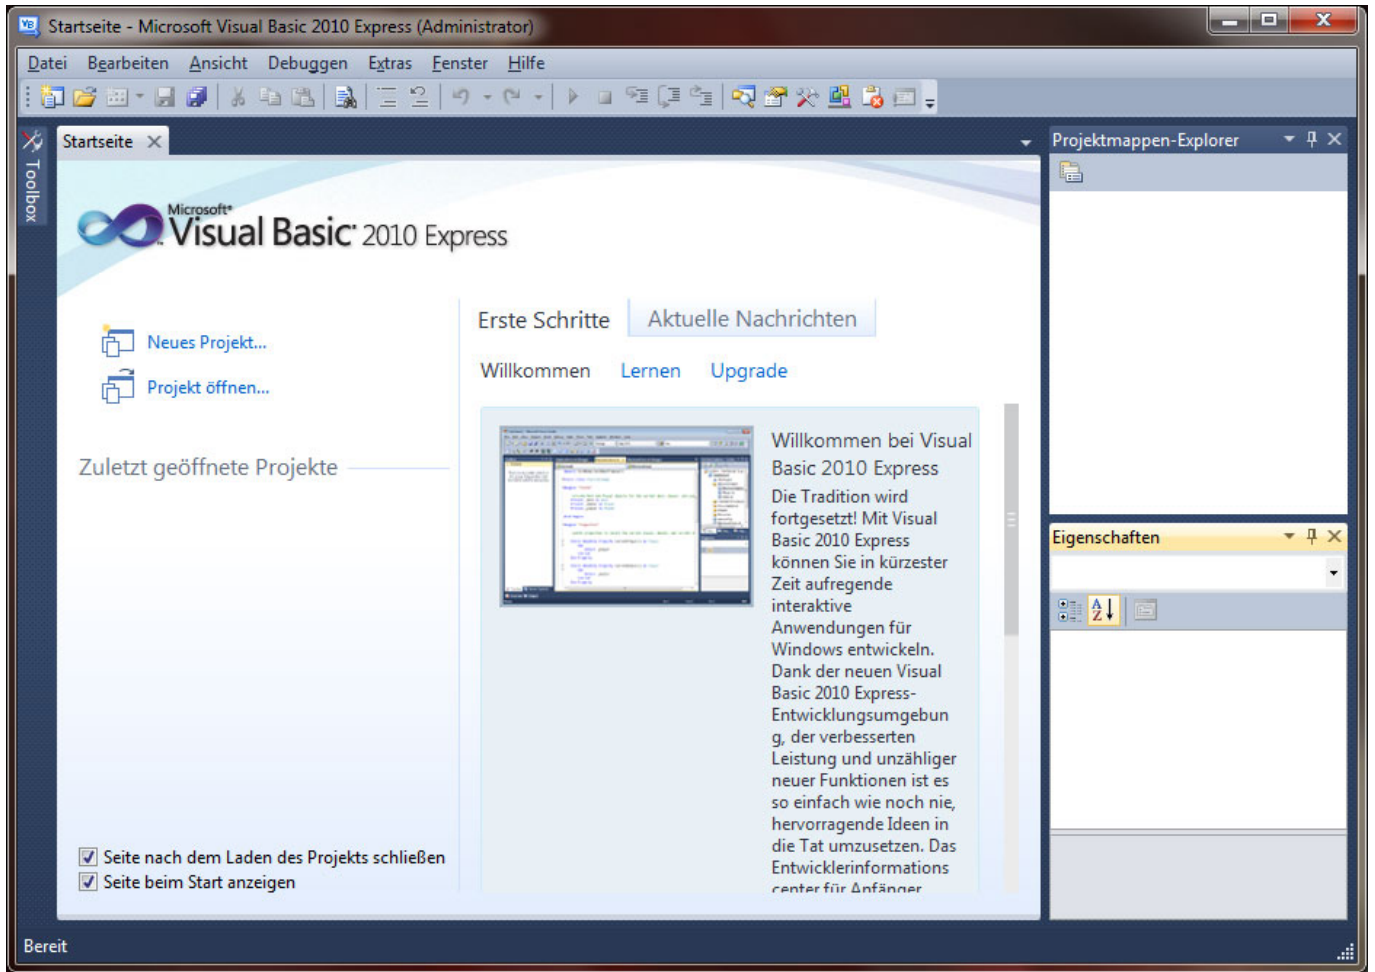 Startseite - Microsoft Visual Basic 2010 Express (Administrator)
Datei Bearbeiten Ansicht Debuggen Extras Fenster Hilfe
Toolbox
Startseite
Microsoft®
Visual Basic® 2010 Express
Neues Projekt...
Projekt öffnen...
Zuletzt geöffnete Projekte
Seite nach dem Laden des Projekts schließen
Seite beim Start anzeigen
Erste Schritte Aktuelle Nachrichten
Willkommen Lernen Upgrade
Willkommen bei Visual
Basic 2010 Express
Die Tradition wird
fortgesetzt! Mit Visual
Basic 2010 Express
können Sie in kürzester
Zeit aufregende
interaktive
Anwendungen für
Windows entwickeln.
Dank der neuen Visual
Basic 2010 Express-
Entwicklungsumgebun
g, der verbesserten
Leistung und unzähliger
neuer Funktionen ist es
so einfach wie noch nie,
hervorragende Ideen in
die Tat umzusetzen. Das
Entwicklerinformations
center für Anfänger
Projektmappen-Explorer
Eigenschaften
Bereit